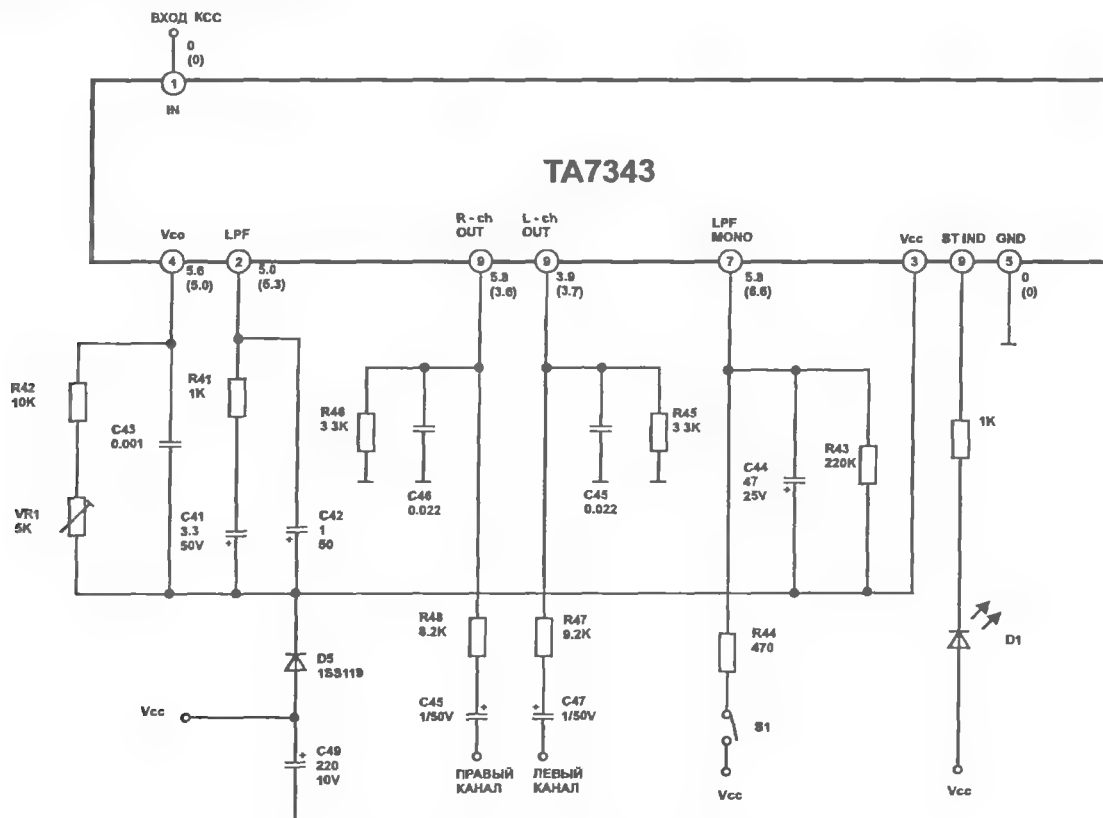 ВХОД КСС
0
(0)
1
IN
TA7343
Vco
LPF
R - ch
OUT
L - ch
OUT
LPF
MONO
Vcc
ST IND
GND
4
2
9
9
7
3
9
5
5.6
(5.0)
5.0
(5.3)
5.8
(3.6)
3.9
(3.7)
5.8
(6.6)
0
(0)
R42
10K
C43
0.001
R41
1K
R46
3 3K
C46
0.022
C45
0.022
R45
3 3K
C44
47
25V
R43
220K
1K
VR1
5K
C41
3.3
50V
C42
1
50
R48
8.2K
R47
9.2K
R44
470
D1
D5
1SS119
Vcc
C45
1/50V
C47
1/50V
S1
C49
220
10V
ПРАВЫЙ
КАНАЛ
ЛЕВЫЙ
КАНАЛ
Vcc
Vcc